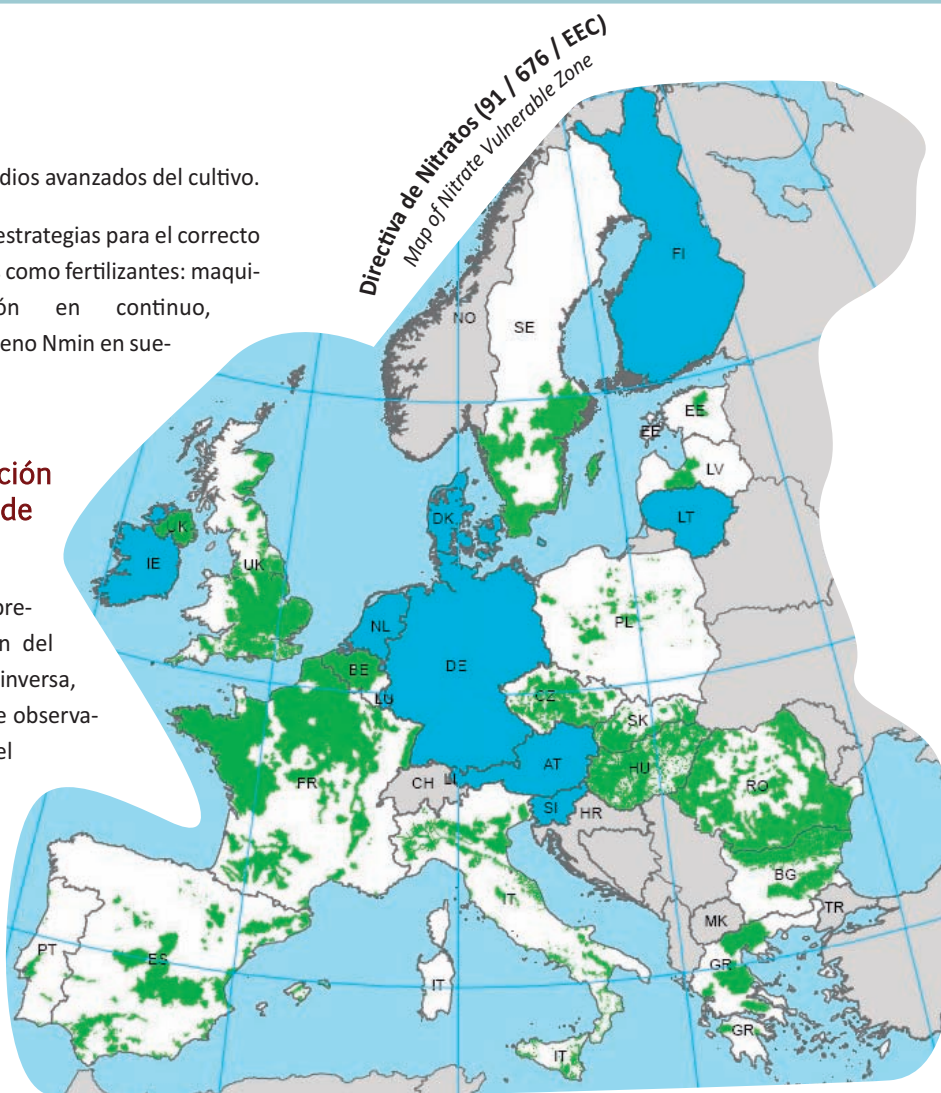 Directiva de Nitratos (91 / 676 / EEC)
Map of Nitrate Vulnerable Zone
dios avanzados del cultivo.
estrategias para el correcto
s como fertilizantes: maqui-
ón en continuo,
eno Nmin en sue-
ción
de
pre-
n del
inversa,
e observa-
el
FI
NO
SE
EE
EE
LV
LT
DK
UK
IE
UK
NL
PL
BE
DE
LU
CZ
SK
FR
CH
LI
AT
HU
SI
HR
RO
BG
IT
MK
TR
PT
ES
IT
GR
GR
IT